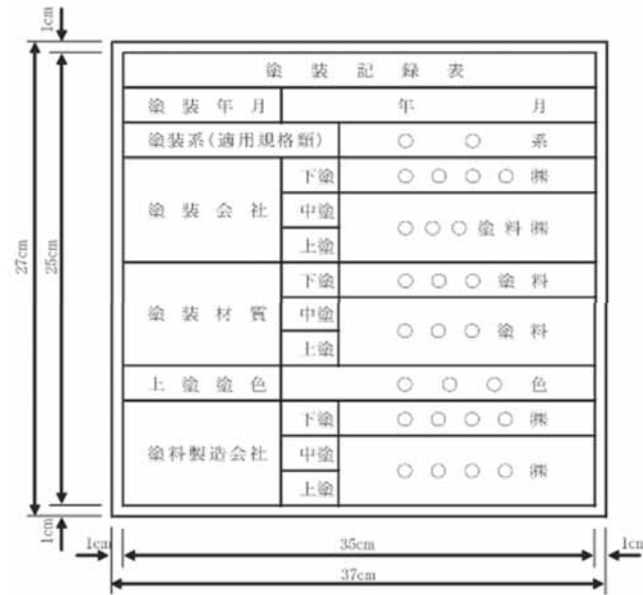 1cm
塗装記録表
塗装年月 年 月
塗装系(適用規格類) ○ ○ 系
塗装会社 下塗 ○○○○㈱
中塗 ○○○塗料㈱
上塗
塗装材質 下塗 ○○○塗料
中塗 ○○○塗料
上塗
上塗塗色 ○ ○ ○ 色
塗料製造会社 下塗 ○○○○㈱
中塗 ○○○○㈱
上塗
27cm
25cm
1cm
1cm
35cm
1cm
37cm